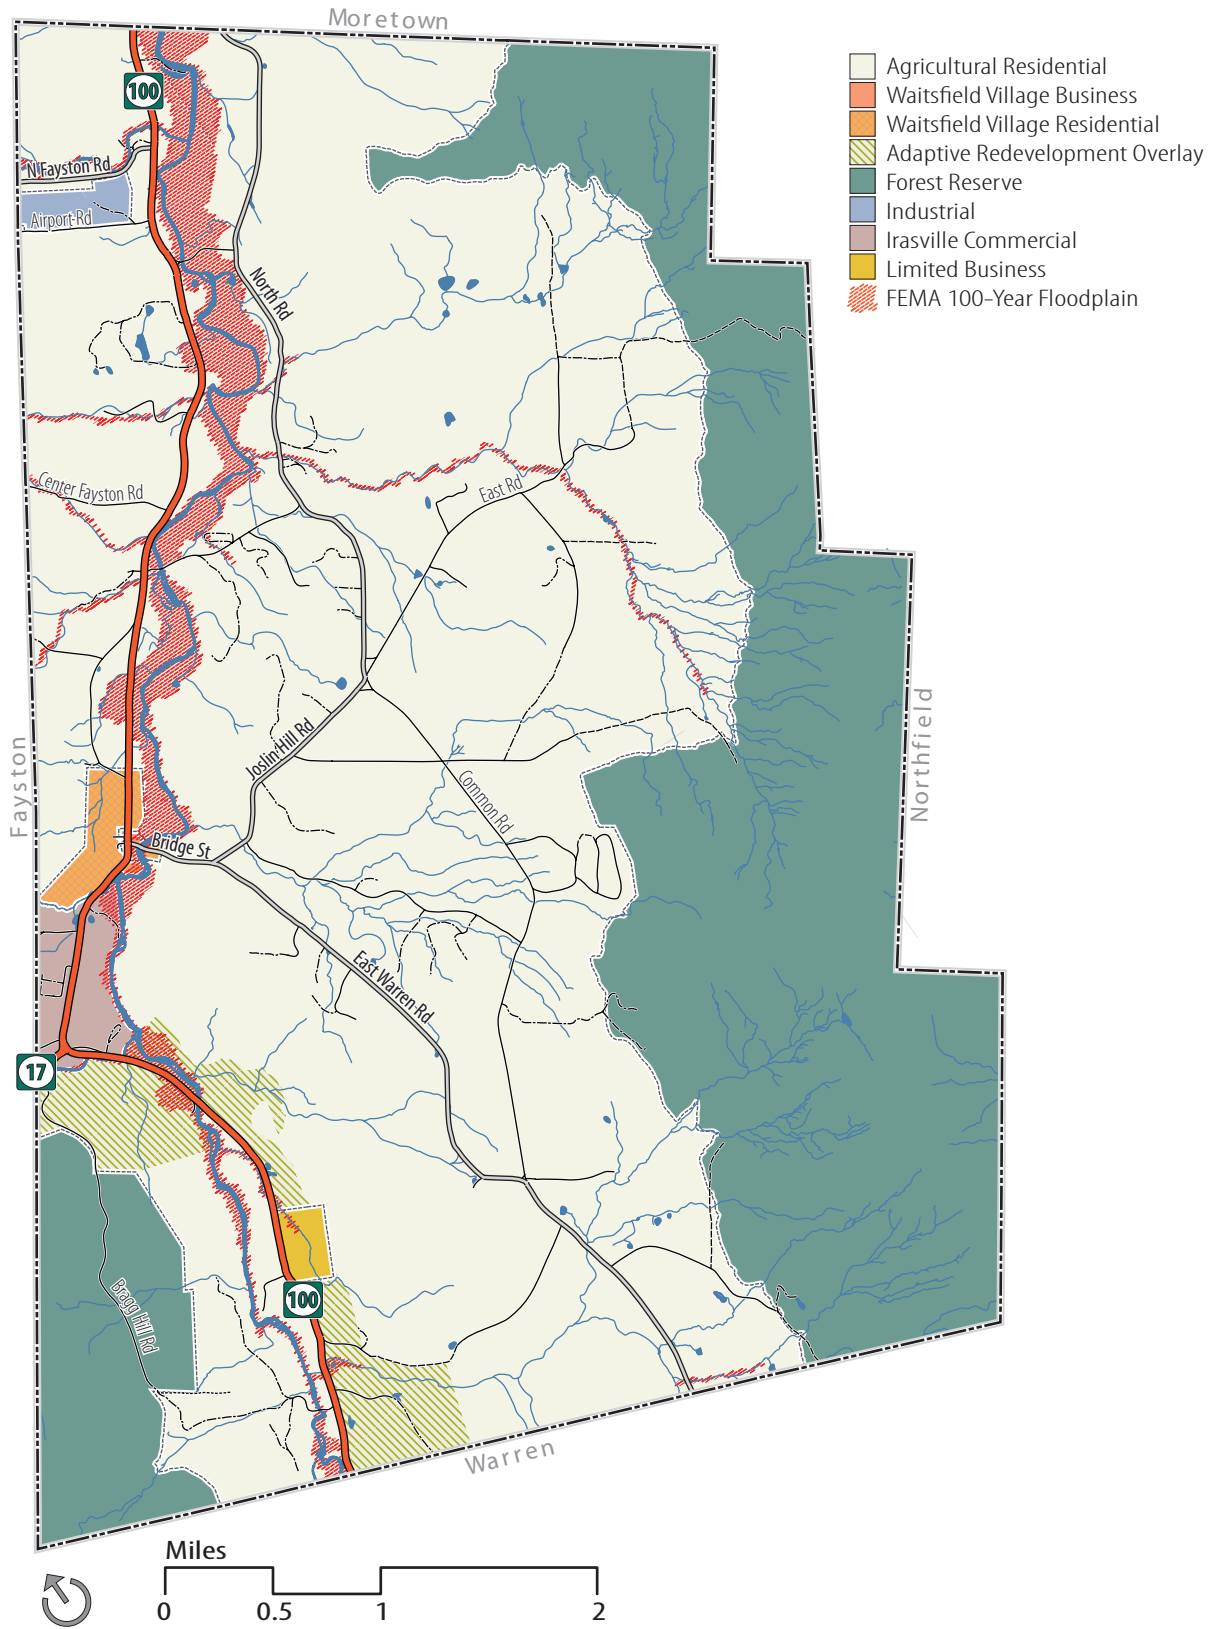 Moretown
100
Agricultural Residential
Waitsfield Village Business
Waitsfield Village Residential
Adaptive Redevelopment Overlay
Forest Reserve
Industrial
Irasville Commercial
Limited Business
FEMA 100-Year Floodplain
N Fayston Rd
Airport Rd
North Rd
Center Fayston Rd
East Rd
Fayston
Northfield
Joslin Hill Rd
Common Rd
Bridge St
East Warren Rd
17
100
Bragg Hill Rd
Warren
Miles
0 0.5 1 2